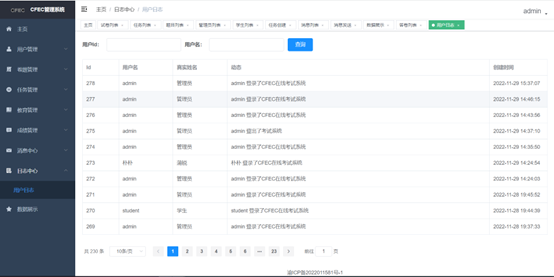 CFEC CFEC管理系统
主页 / 日志中心 / 用户日志
admin
主页 试卷列表 × 任务列表 × 题目列表 × 管理员列表 × 学生列表 × 任务创建 × 消息列表 × 消息发送 × 数据展示 × 答卷列表 × 用户日志 ×
主页
用户管理
卷题管理
任务管理
教育管理
成绩管理
消息中心
日志中心
用户日志
数据展示
用户Id: 用户名: 查询
Id 用户名 真实姓名 动态 创建时间
278 admin 管理员 admin 登录了CFEC在线考试系统 2022-11-29 15:37:07
277 admin 管理员 admin 登录了CFEC在线考试系统 2022-11-29 14:46:15
276 admin 管理员 admin 登录了CFEC在线考试系统 2022-11-29 14:43:56
275 admin 管理员 admin 登出了考试系统 2022-11-29 14:37:10
274 admin 管理员 admin 登录了CFEC在线考试系统 2022-11-29 14:35:50
273 朴朴 朴朴 登录了CFEC在线考试系统 2022-11-29 14:24:54
272 admin 管理员 admin 登录了CFEC在线考试系统 2022-11-29 14:24:03
271 admin 管理员 admin 登录了CFEC在线考试系统 2022-11-28 19:45:52
270 student 学生 student 登录了CFEC在线考试系统 2022-11-28 19:44:39
269 admin 管理员 admin 登录了CFEC在线考试系统 2022-11-28 19:37:33
共 230 条 10条/页 1 2 3 4 5 6 ··· 23 前往 1 页
渝ICP备2022011581号-1